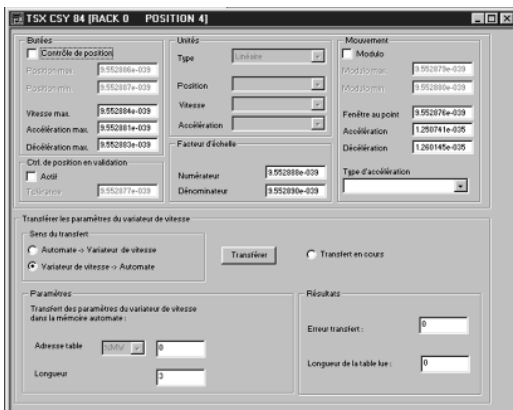 TSX CSY 84 [RACK 0 POSITION 4]
Butées
Contrôle de position
Position max. 9.552886e-039
Position min. 9.552887e-039
Vitesse max. 9.552884e-039
Accélération max. 9.552881e-039
Décélération max. 9.552883e-039
Ctrl. de position en validation
Actif
Tolérance 9.552877e-039
Unités
Type Linéaire
Position
Vitesse
Accélération
Facteur d'échelle
Numérateur 9.552888e-039
Dénominateur 9.552890e-039
Mouvement
Modulo
Modulo max. 9.552879e-039
Modulo min. 9.552880e-039
Fenêtre au point 9.552876e-039
Accélération 1.250741e-035
Décélération 1.260145e-035
Type d'accélération
Transférer les paramètres du variateur de vitesse
Sens du transfert
Automate -> Variateur de vitesse
Variateur de vitesse -> Automate
Transférer
Transfert en cours
Paramètres
Transfert des paramètres du variateur de vitesse
dans la mémoire automate :
Adresse table %MW 0
Longueur 3
Résultats
Erreur transfert : 0
Longueur de la table lue : 0